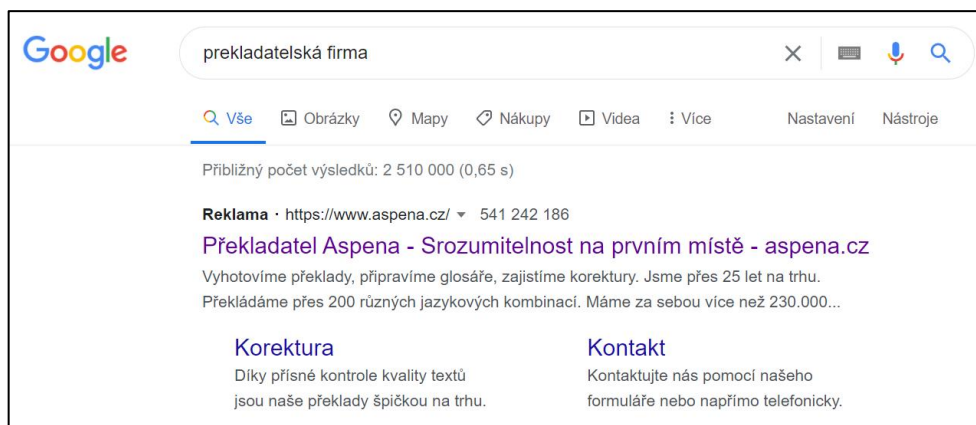 Google
prekladatelská firma
Vše Obrázky Mapy Nákupy Videa Více Nastavení Nástroje
Přibližný počet výsledků: 2 510 000 (0,65 s)
Reklama · https://www.aspena.cz/ 541 242 186
Překladatel Aspena - Srozumitelnost na prvním místě - aspena.cz
Vyhotovíme překlady, připravíme glosáře, zajistíme korektury. Jsme přes 25 let na trhu.
Překládáme přes 200 různých jazykových kombinací. Máme za sebou více než 230.000...
Korektura Kontakt
Díky přísné kontrole kvality textů Kontaktujte nás pomocí našeho
jsou naše překlady špičkou na trhu. formuláře nebo napřímo telefonicky.